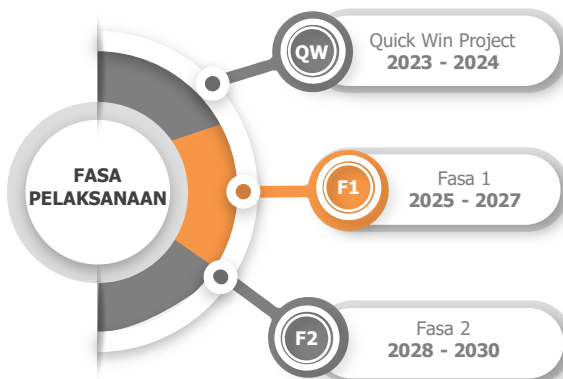 FASA
PELAKSANAAN
QW
Quick Win Project
2023 - 2024
F1
Fasa 1
2025 - 2027
F2
Fasa 2
2028 - 2030